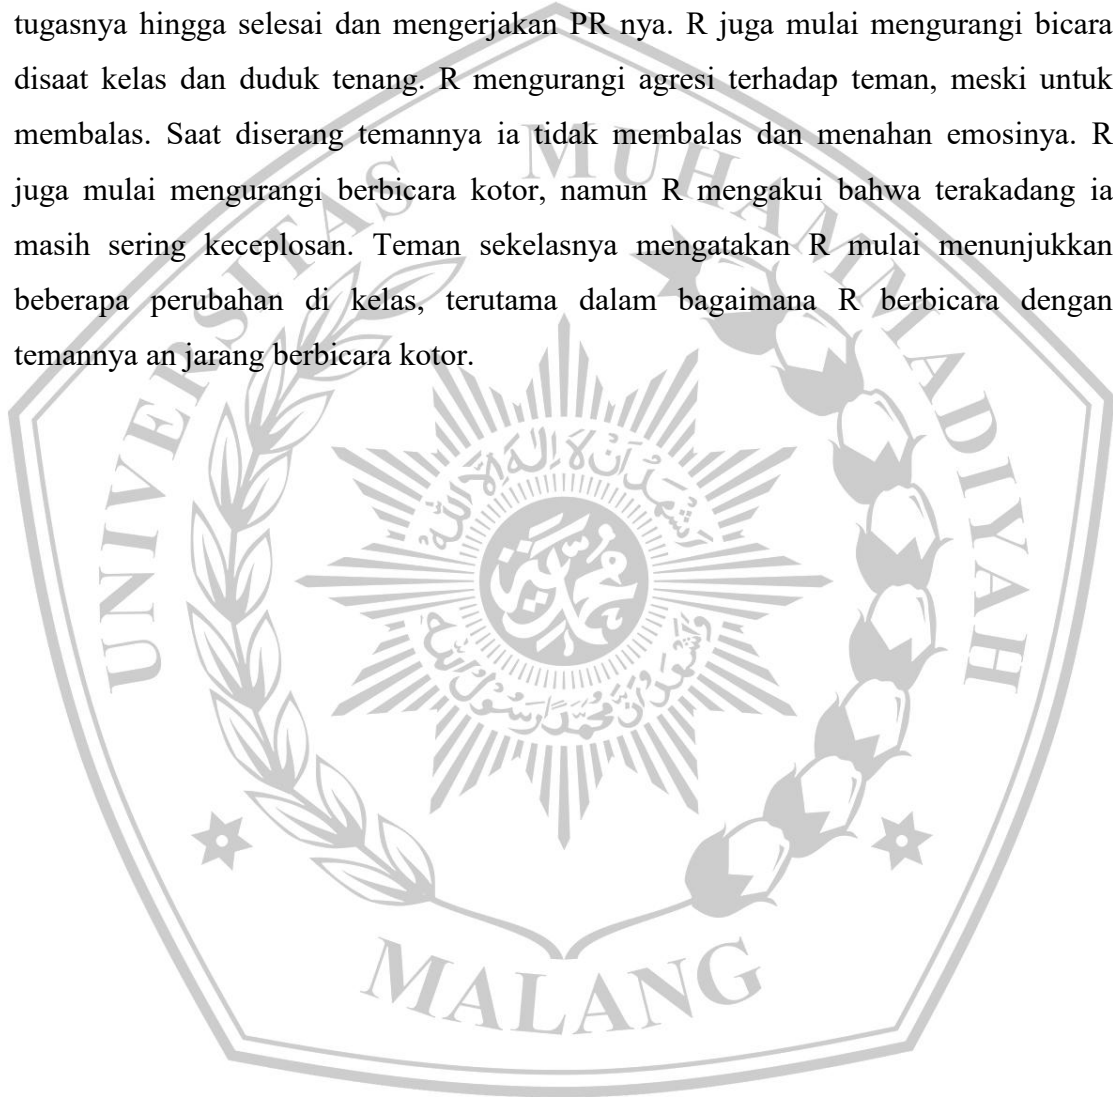 tugasnya hingga selesai dan mengerjakan PR nya. R juga mulai mengurangi bicara
disaat kelas dan duduk tenang. R mengurangi agresi terhadap teman, meski untuk
membalas. Saat diserang temannya ia tidak membalas dan menahan emosinya. R
juga mulai mengurangi berbicara kotor, namun R mengakui bahwa terakadang ia
masih sering keceplosan. Teman sekelasnya mengatakan R mulai menunjukkan
beberapa perubahan di kelas, terutama dalam bagaimana R berbicara dengan
temannya an jarang berbicara kotor.
UNIVERSITAS MUHAMMADIYAH
MALANG